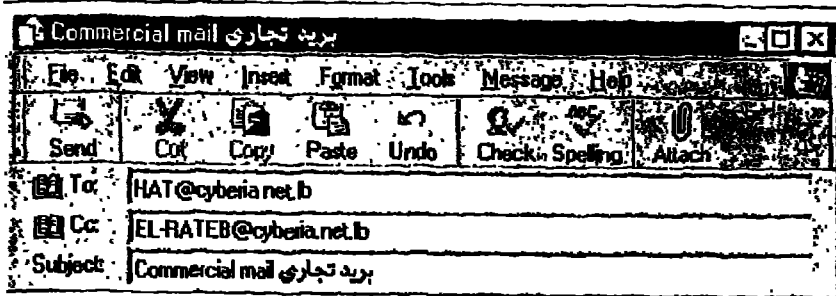 Commercial mail بريد تجاري
File Edit View Insert Format Tools Message Help
Send Cut Copy Paste Undo Check Spelling Attach
To: HAT@cyberia.net.lb
Cc: EL-RATEB@cyberia.net.lb
Subject: Commercial mail بريد تجاري